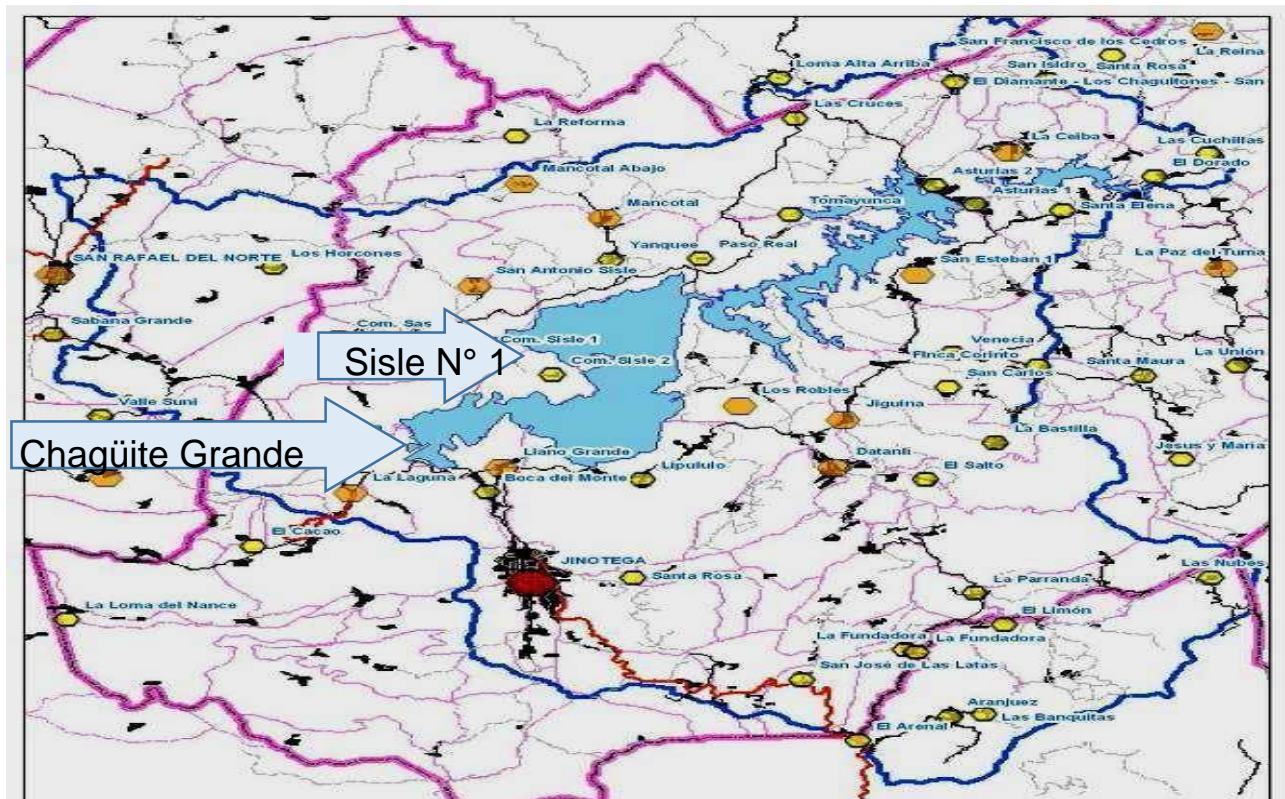 San Francisco de los Cedros
La Reina
Loma Alta Arriba
San Isidro
Santa Rosa
El Diamante - Los Chaguitones - San
Las Cruces
La Reforma
La Ceiba
Las Cuchillas
El Dorado
Mancotal Abajo
Asturias 2
Asturias 1
Tomayunca
Santa Elena
Mancotal
Yanquee
Paso Real
SAN RAFAEL DEL NORTE
Los Horcones
San Antonio Sisle
San Esteban 1
La Paz del Tuma
Sabana Grande
Com. Sas
Com. Sisle 1
Com. Sisle 2
Sisle N° 1
Venecia
Finca Corinto
San Carlos
Santa Maura
La Unión
Los Robles
Jiguina
Valle Suni
La Bastilla
Chagüite Grande
Llano Grande
Datanli
Jesus y Maria
La Laguna
Boca del Monte
Lipululo
El Salto
El Cacao
JINOTEGA
Santa Rosa
Las Nubes
La Parranda
La Loma del Nance
El Limón
La Fundadora
La Fundadora
San José de Las Latas
Aranjuez
Las Banquitas
El Arenal